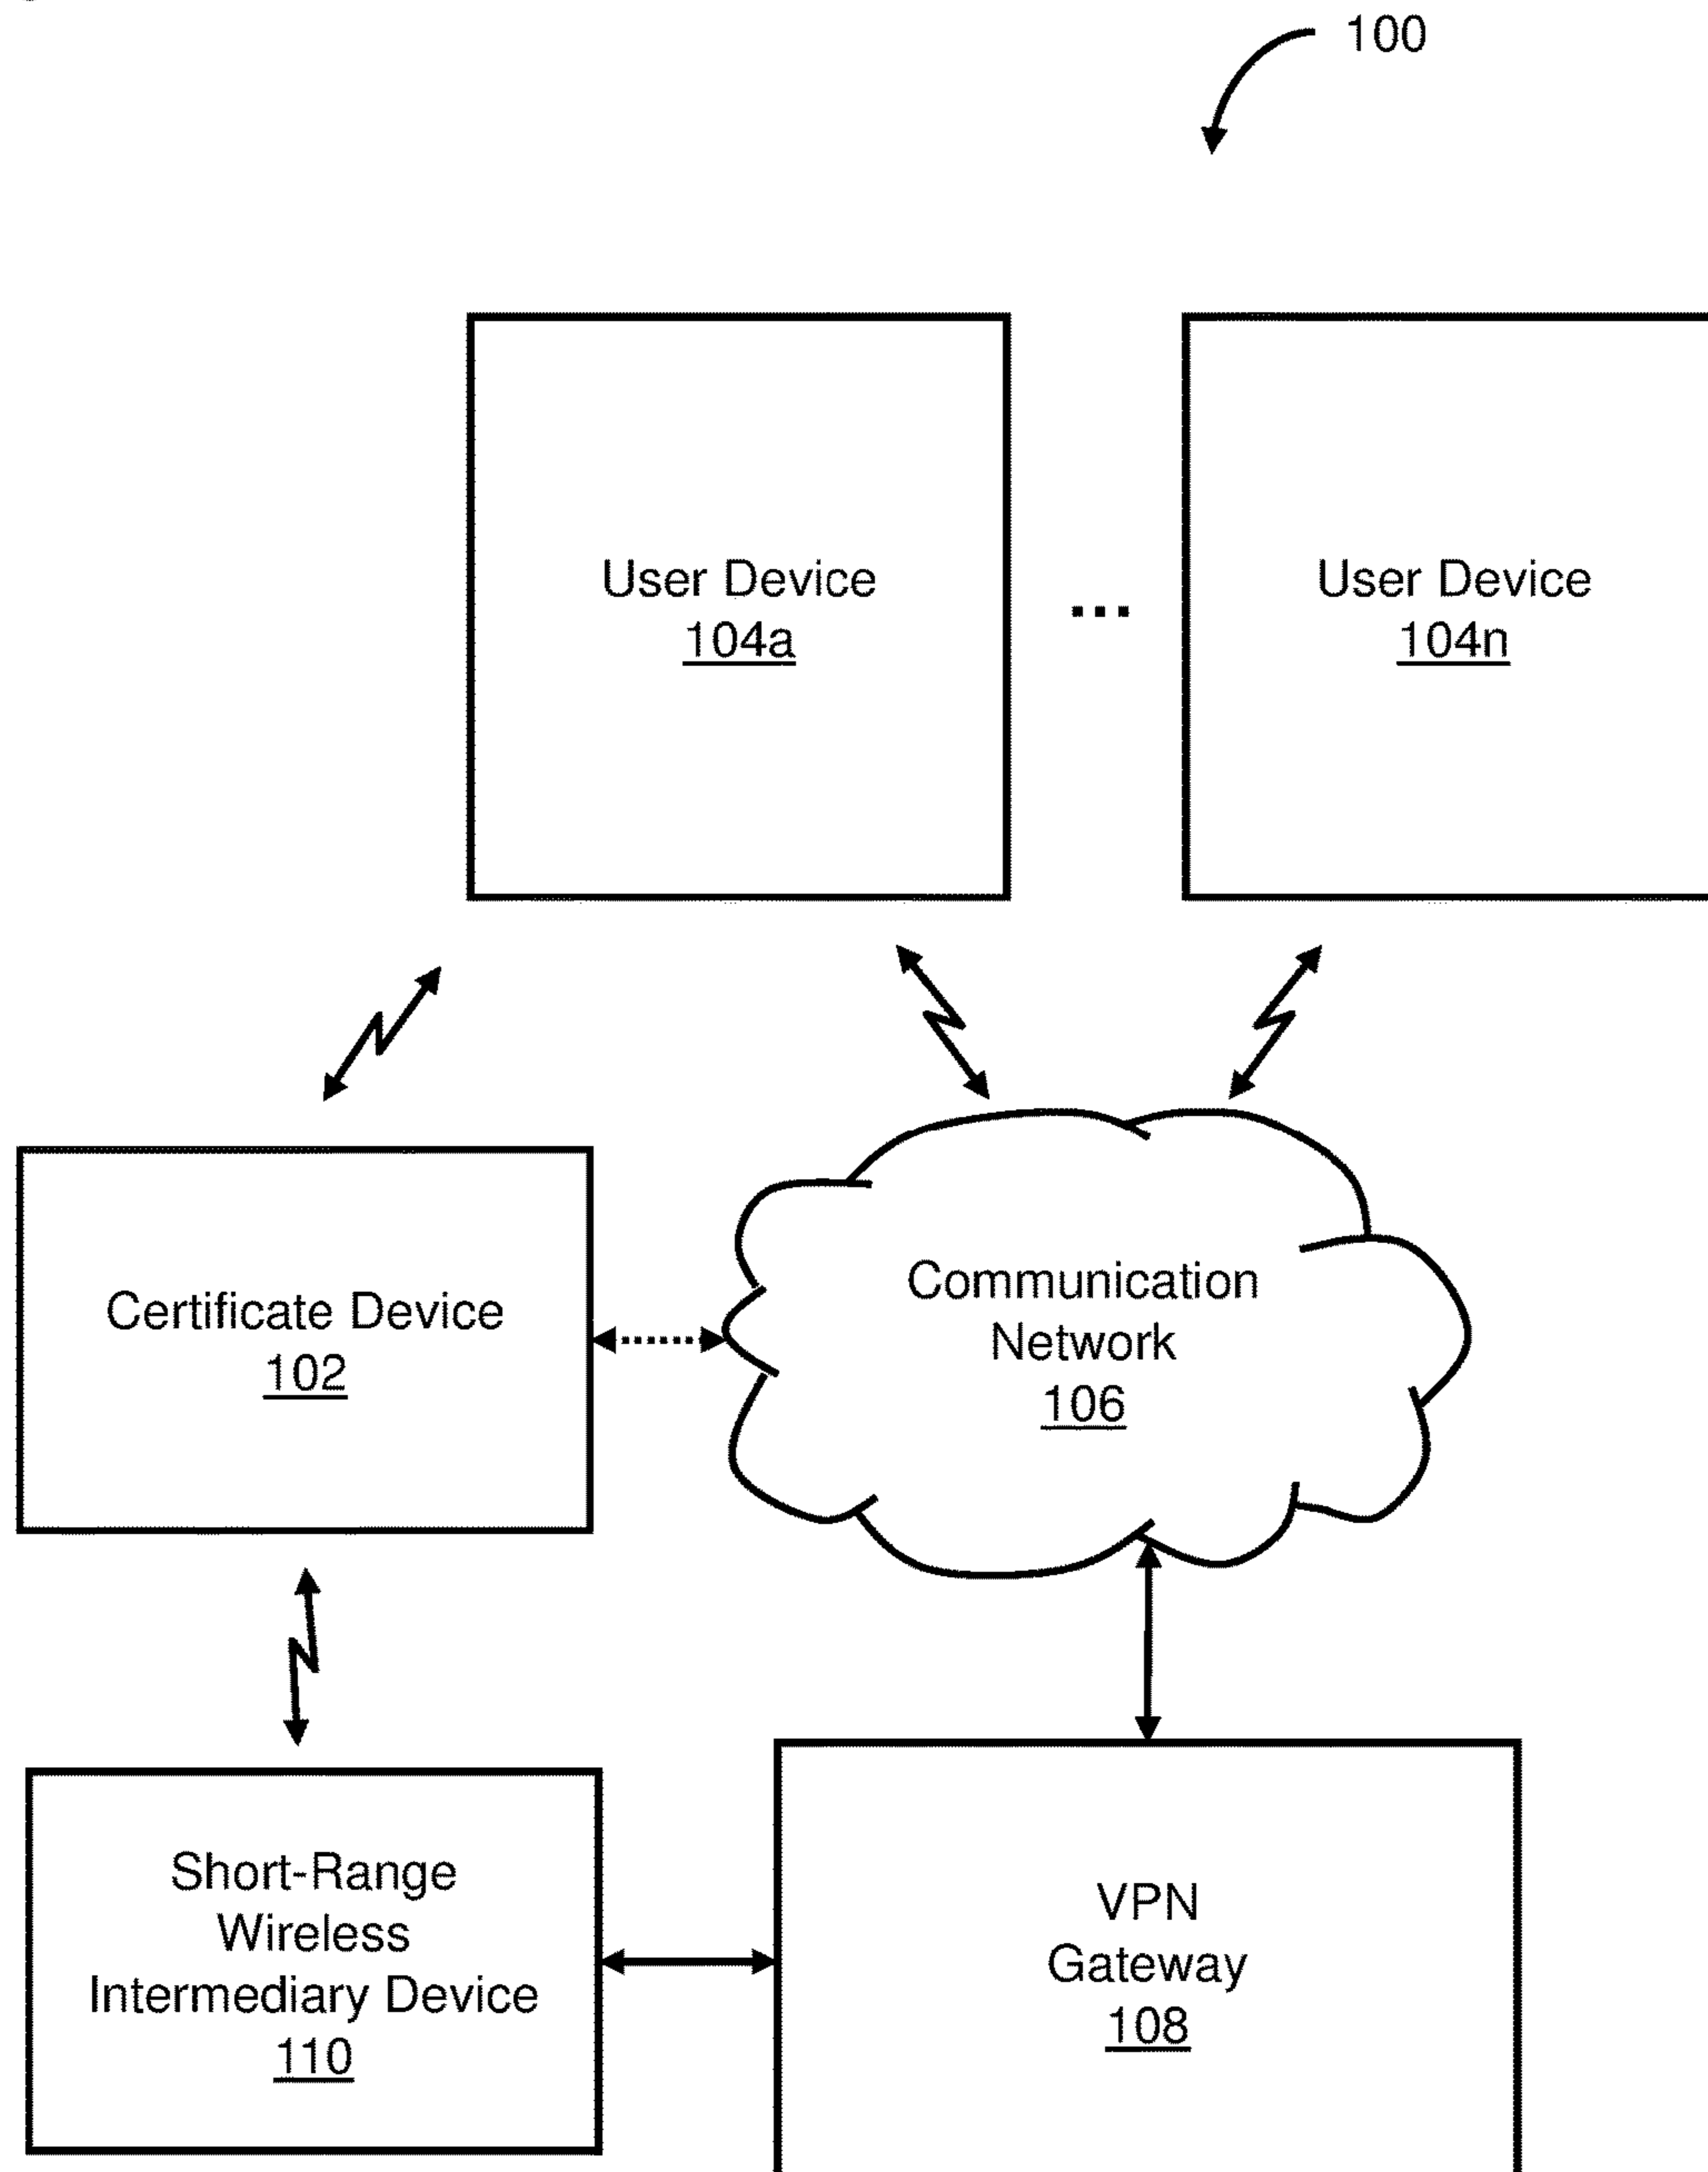 100
User Device
104a
...
User Device
104n
Certificate Device
102
Communication
Network
106
Short-Range
Wireless
Intermediary Device
110
VPN
Gateway
108